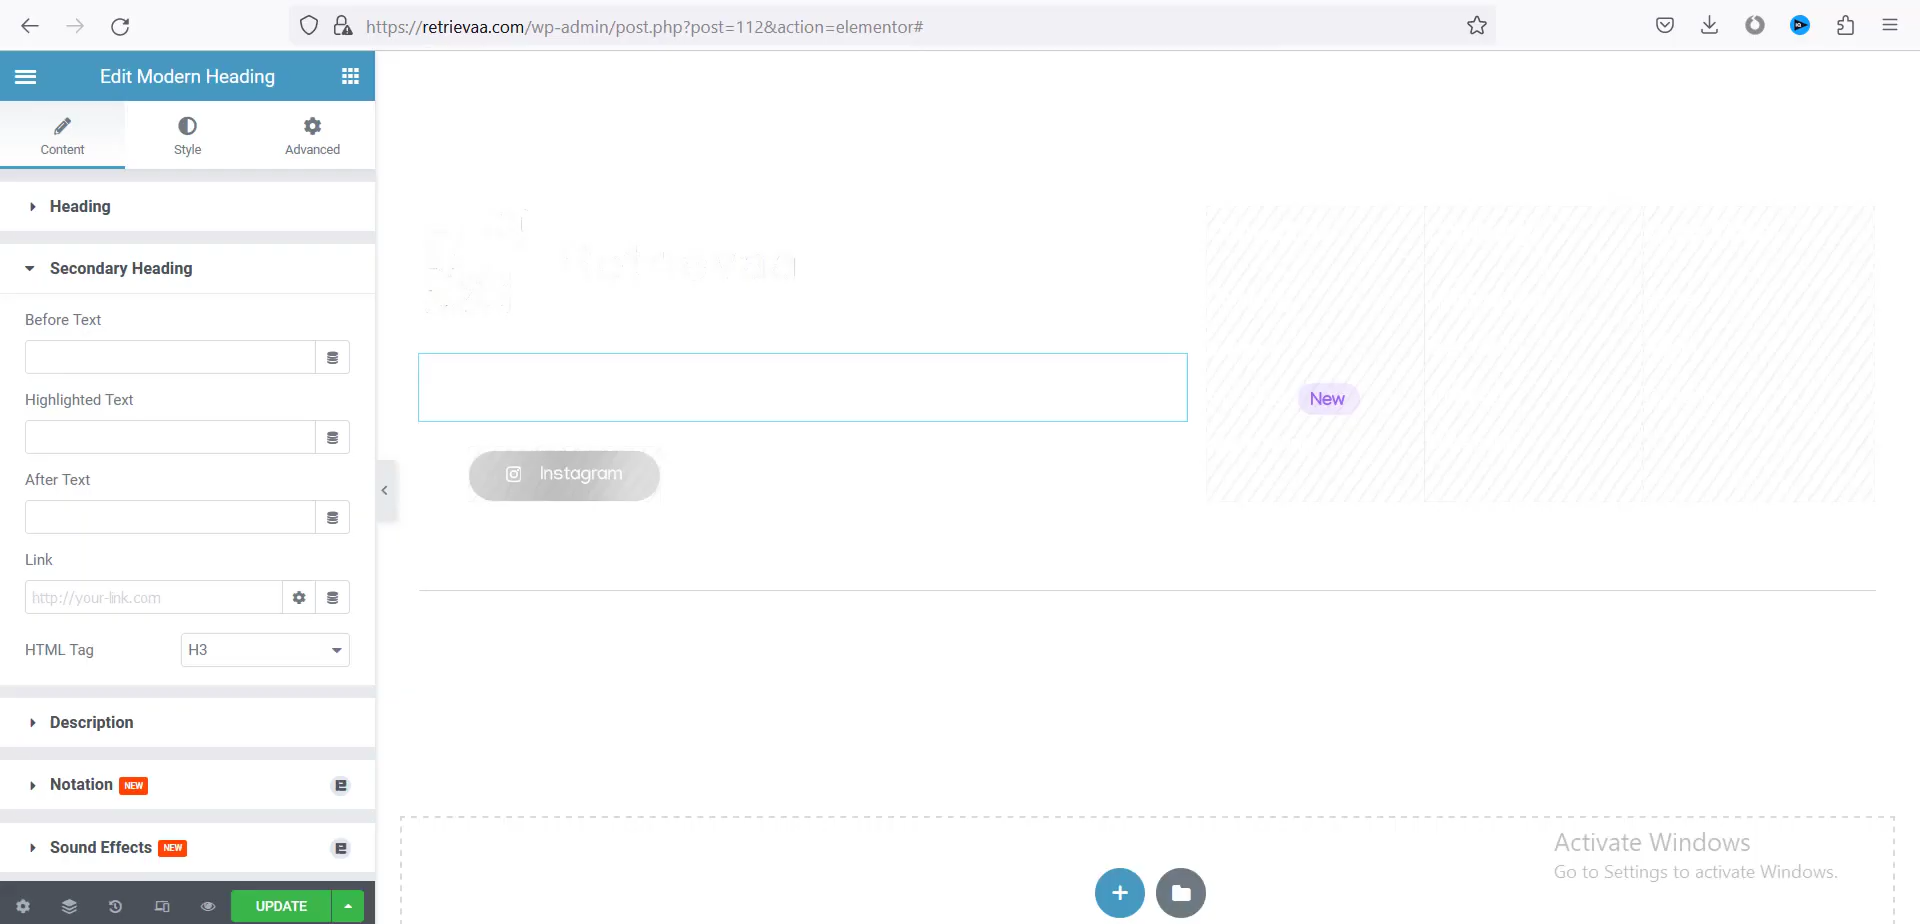 https://retrievaa.com/wp-admin/post.php?post=112&action=elementor#
Edit Modern Heading
Content
Style
Advanced
Heading
Secondary Heading
Before Text
Highlighted Text
After Text
Link
http://your-link.com
HTML Tag
H3
Description
Notation NEW
Sound Effects NEW
UPDATE
Retrievaa
Instagram
New
Activate Windows
Go to Settings to activate Windows.